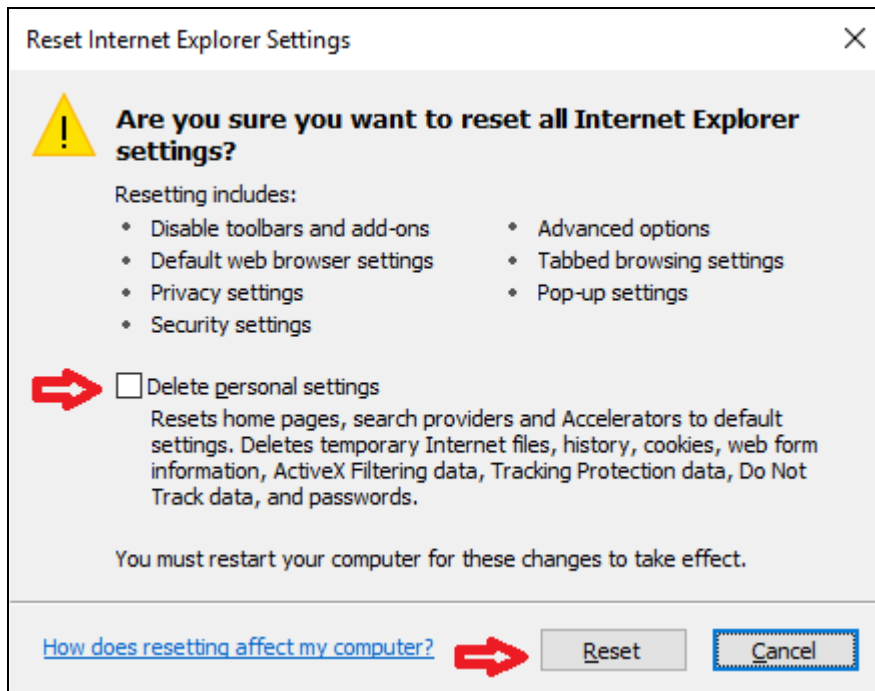 Reset Internet Explorer Settings
Are you sure you want to reset all Internet Explorer
settings?
Resetting includes:
• Disable toolbars and add-ons
• Default web browser settings
• Privacy settings
• Security settings
• Advanced options
• Tabbed browsing settings
• Pop-up settings
Delete personal settings
Resets home pages, search providers and Accelerators to default
settings. Deletes temporary Internet files, history, cookies, web form
information, ActiveX Filtering data, Tracking Protection data, Do Not
Track data, and passwords.
You must restart your computer for these changes to take effect.
How does resetting affect my computer?
Reset
Cancel